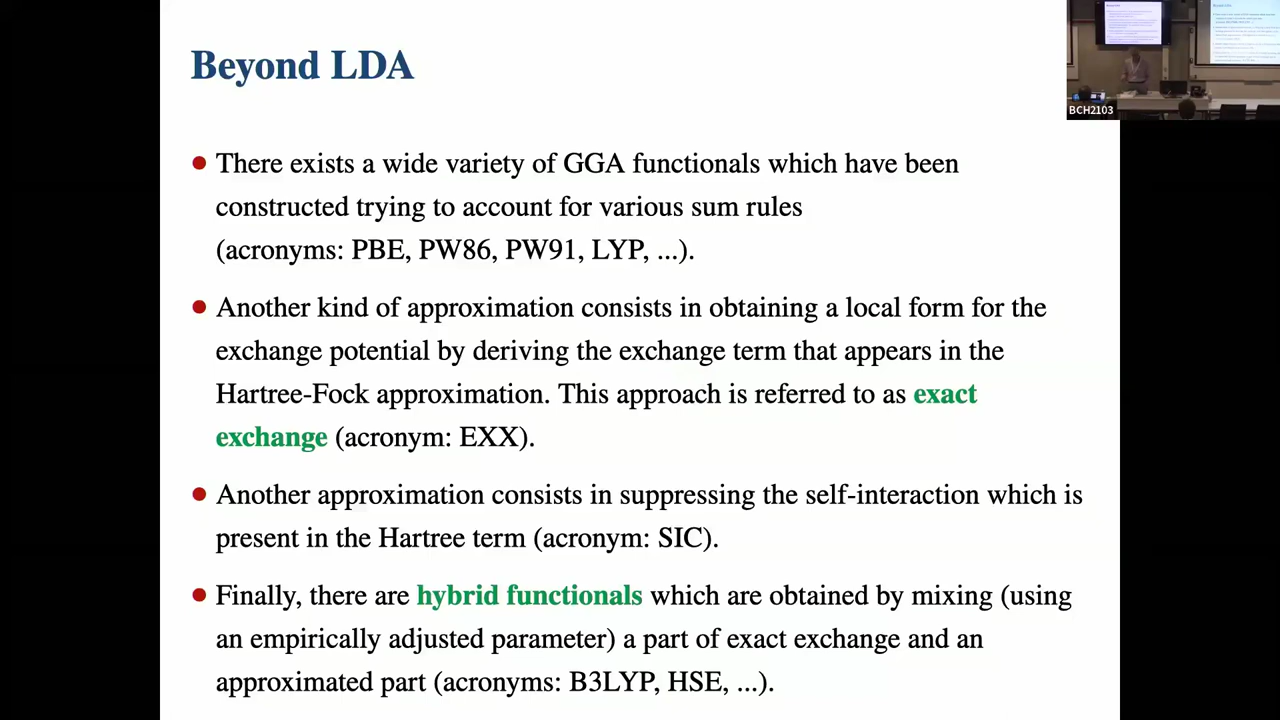 Beyond LDA
BCH2103
• There exists a wide variety of GGA functionals which have been
constructed trying to account for various sum rules
(acronyms: PBE, PW86, PW91, LYP, ...).
• Another kind of approximation consists in obtaining a local form for the
exchange potential by deriving the exchange term that appears in the
Hartree-Fock approximation. This approach is referred to as exact
exchange (acronym: EXX).
• Another approximation consists in suppressing the self-interaction which is
present in the Hartree term (acronym: SIC).
• Finally, there are hybrid functionals which are obtained by mixing (using
an empirically adjusted parameter) a part of exact exchange and an
approximated part (acronyms: B3LYP, HSE, ...).